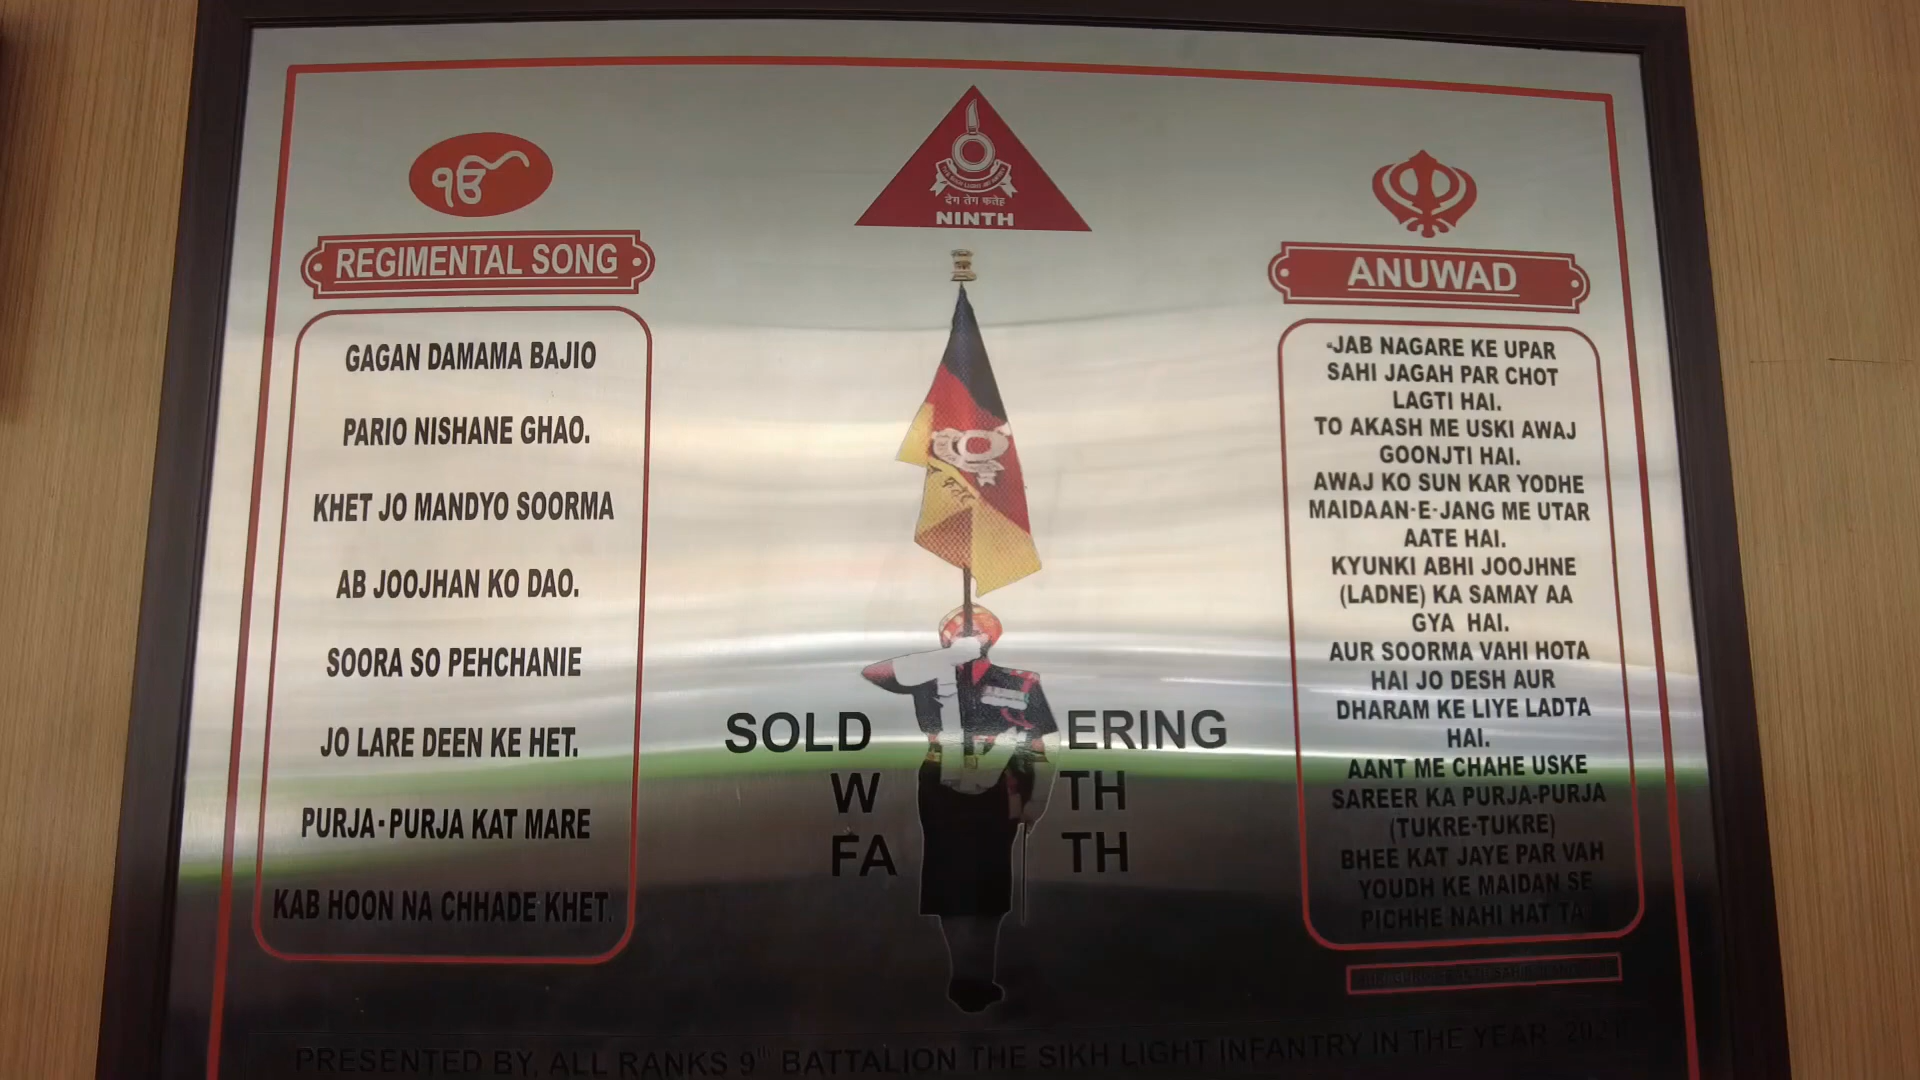 ੴ
REGIMENTAL SONG
GAGAN DAMAMA BAJIO
PARIO NISHANE GHAO.
KHET JO MANDYO SOORMA
AB JOOJHAN KO DAO.
SOORA SO PEHCHANIE
JO LARE DEEN KE HET.
PURJA-PURJA KAT MARE
KAB HOON NA CHHADE KHET.
देग तेग फतेह
NINTH
SOLD ERING
W TH
FA TH
ANUWAD
JAB NAGARE KE UPAR
SAHI JAGAH PAR CHOT
LAGTI HAI.
TO AKASH ME USKI AWAJ
GOONJTI HAI.
AWAJ KO SUN KAR YODHE
MAIDAAN-E-JANG ME UTAR
AATE HAI.
KYUNKI ABHI JOOJHNE
(LADNE) KA SAMAY AA
GYA HAI.
AUR SOORMA VAHI HOTA
HAI JO DESH AUR
DHARAM KE LIYE LADTA
HAI.
AANT ME CHAHE USKE
SAREER KA PURJA-PURJA
(TUKRE-TUKRE)
BHEE KAT JAYE PAR VAH
YOUDH KE MAIDAN SE
PICHHE NAHI HAT TA
PRESENTED BY, ALL RANKS 9th BATTALION THE SIKH LIGHT INFANTRY IN THE YEAR